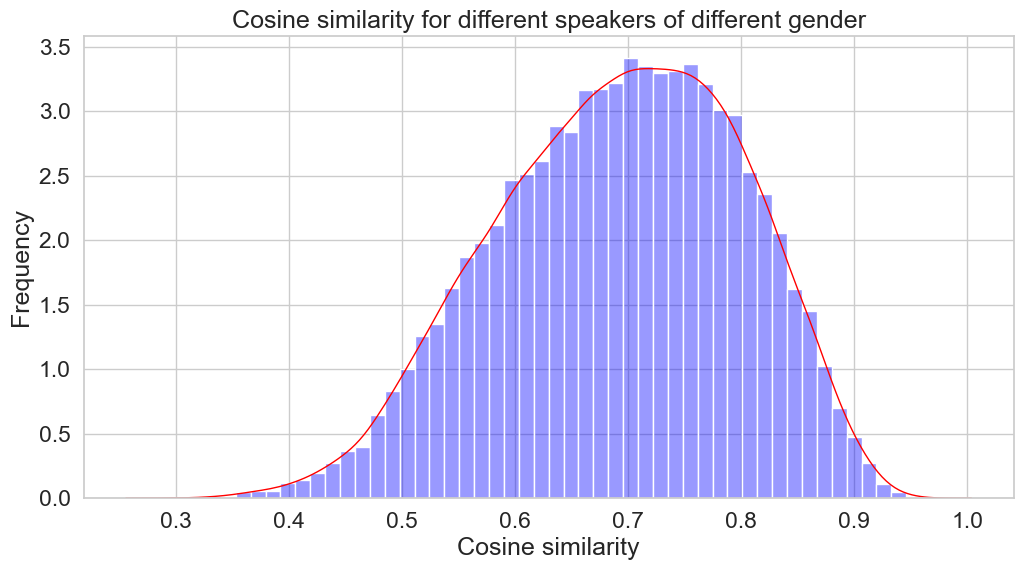 Cosine similarity for different speakers of different gender
3.5
3.0
2.5
2.0
1.5
1.0
0.5
0.0
Frequency
0.3 0.4 0.5 0.6 0.7 0.8 0.9 1.0
Cosine similarity